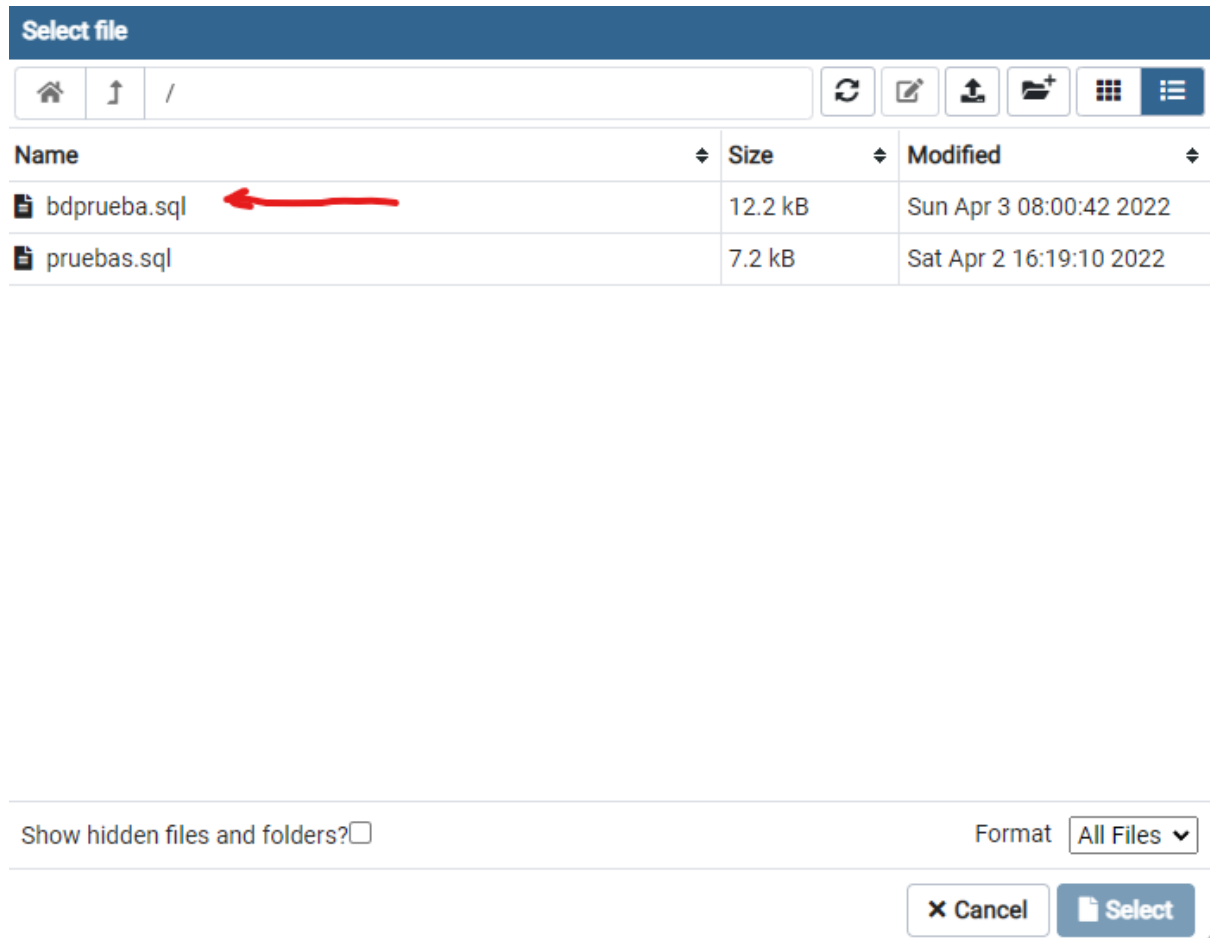 Select file
/
Name Size Modified
bdprueba.sql 12.2 kB Sun Apr 3 08:00:42 2022
pruebas.sql 7.2 kB Sat Apr 2 16:19:10 2022
Show hidden files and folders? Format All Files
Cancel Select